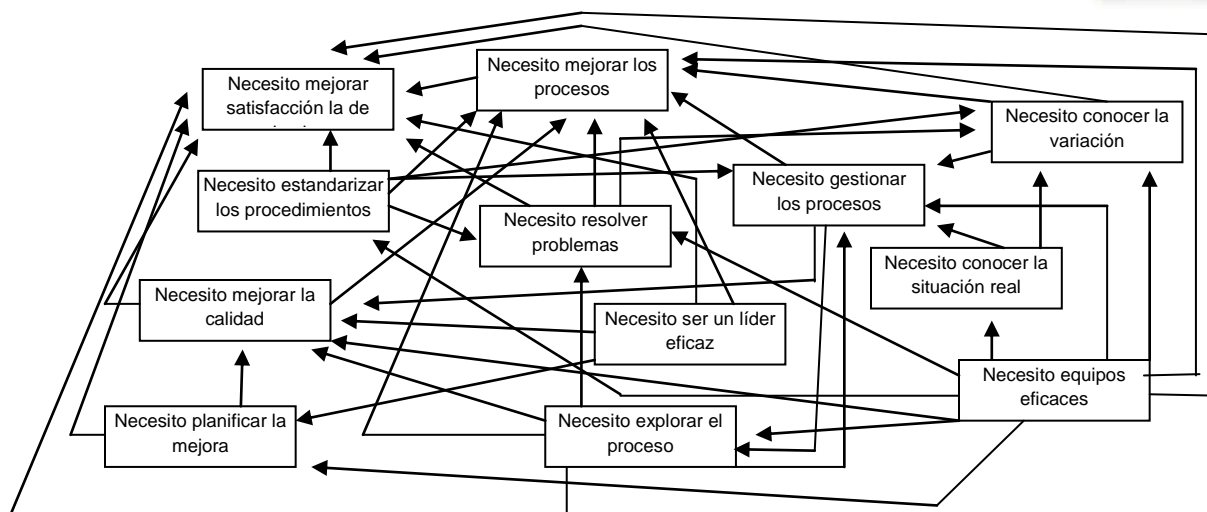 Necesito mejorar los
procesos
Necesito mejorar
satisfacción la de
Necesito conocer la
variación
Necesito estandarizar
los procedimientos
Necesito gestionar
los procesos
Necesito resolver
problemas
Necesito conocer la
situación real
Necesito mejorar la
calidad
Necesito ser un líder
eficaz
Necesito equipos
eficaces
Necesito planificar la
mejora
Necesito explorar el
proceso